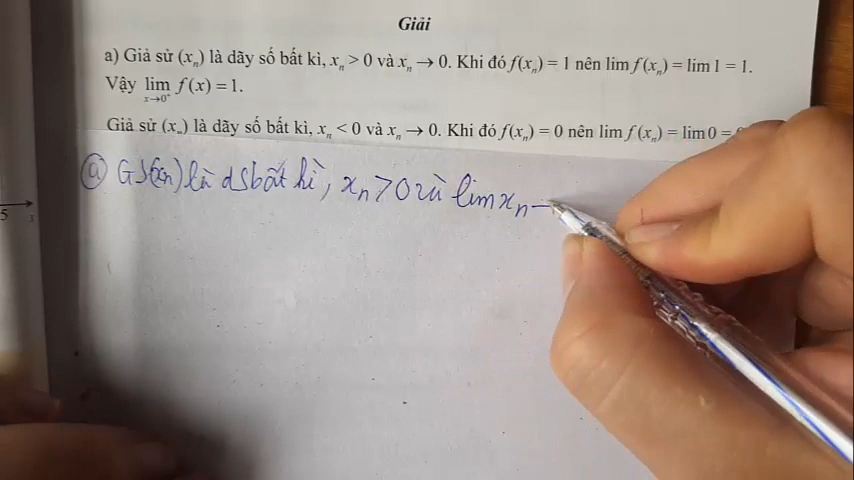 Giải
a) Giả sử (xₙ) là dãy số bất kì, xₙ > 0 và xₙ → 0. Khi đó f(xₙ) = 1 nên lim f(xₙ) = lim 1 = 1.
Vậy lim f(x) = 1.
x→0⁺
Giả sử (xₙ) là dãy số bất kì, xₙ < 0 và xₙ → 0. Khi đó f(xₙ) = 0 nên lim f(xₙ) = lim 0 =
a GS(xₙ) là ds bất kì, xₙ > 0 và lim xₙ
5